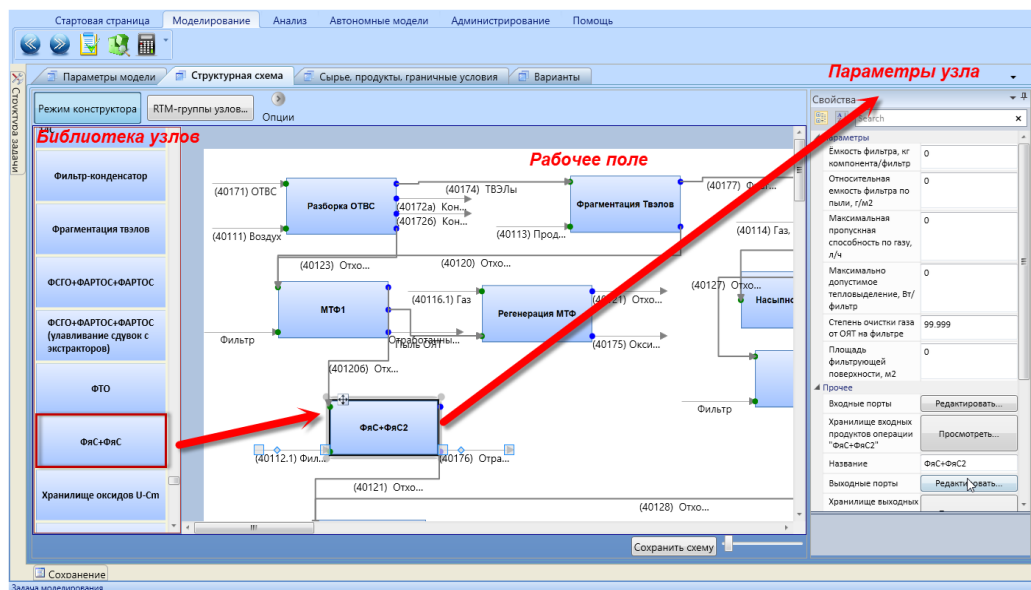 Стартовая страница
Моделирование
Анализ
Автономные модели
Администрирование
Помощь
Параметры модели
Структурная схема
Сырье, продукты, граничные условия
Варианты
Параметры узла
Структура задачи
Режим конструктора
RTM-группы узлов...
Опции
Библиотека узлов
Фильтр-конденсатор
Фрагментация твэлов
ФСГО+ФАРТОС+ФАРТОС
ФСГО+ФАРТОС+ФАРТОС
(улавливание сдувок с
экстракторов)
ФТО
ФяС+ФяС
Хранилище оксидов U-Cm
Рабочее поле
(40171) ОТВС
(40111) Воздух
Разборка ОТВС
(40174) ТВЭЛы
(40172а) Кон...
(40172б) Кон...
(40113) Прод...
Фрагментация Твэлов
(40177)
(40114) Газ,
(40123) Отхо...
(40120) Отхо...
(40127) Отхо...
МТФ1
Фильтр
(40116.1) Газ
Регенерация МТФ
Отхо...
(40175) Окси...
Пыль ОЯТ
(40120б) Отх...
Фильтр
ФяС+ФяС2
(40112.1) Фил...
(40176) Отра...
(40121) Отхо...
(40128) Отхо...
Сохранить схему
Свойства
Search
Параметры
Емкость фильтра, кг
компонента/фильтр
0
Относительная
емкость фильтра по
пыли, г/м2
0
Максимальная
пропускная
способность по газу,
л/ч
0
Максимально
допустимое
тепловыделение, Вт/
фильтр
0
Степень очистки газа
от ОЯТ на фильтре
99.999
Площадь
фильтрующей
поверхности, м2
0
Прочее
Входные порты
Редактировать...
Хранилище входных
продуктов операции
"ФяС+ФяС2"
Просмотреть...
Название
ФяС+ФяС2
Выходные порты
Редактировать...
Хранилище выходных
Сохранение
Задача моделирования